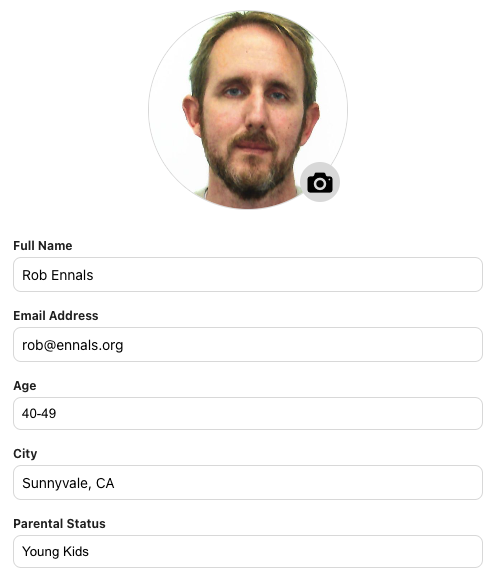 Full Name
Rob Ennals
Email Address
rob@ennals.org
Age
40-49
City
Sunnyvale, CA
Parental Status
Young Kids